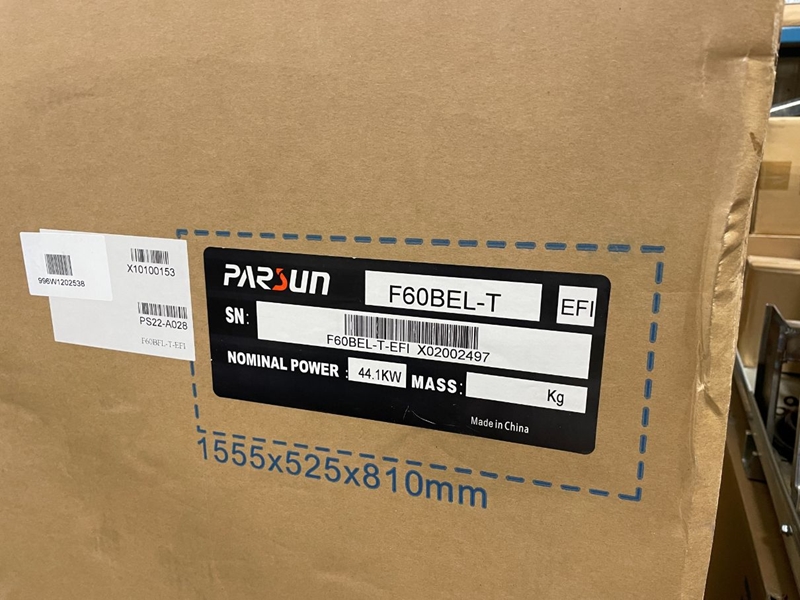 996W1202538
X10100153
PS22-A028
F60BEL-T-EFI
PARSUN
F60BEL-T
EFI
SN:
F60BEL-T-EFI X02002497
NOMINAL POWER: 44.1KW MASS: Kg
Made in China
1555x525x810mm